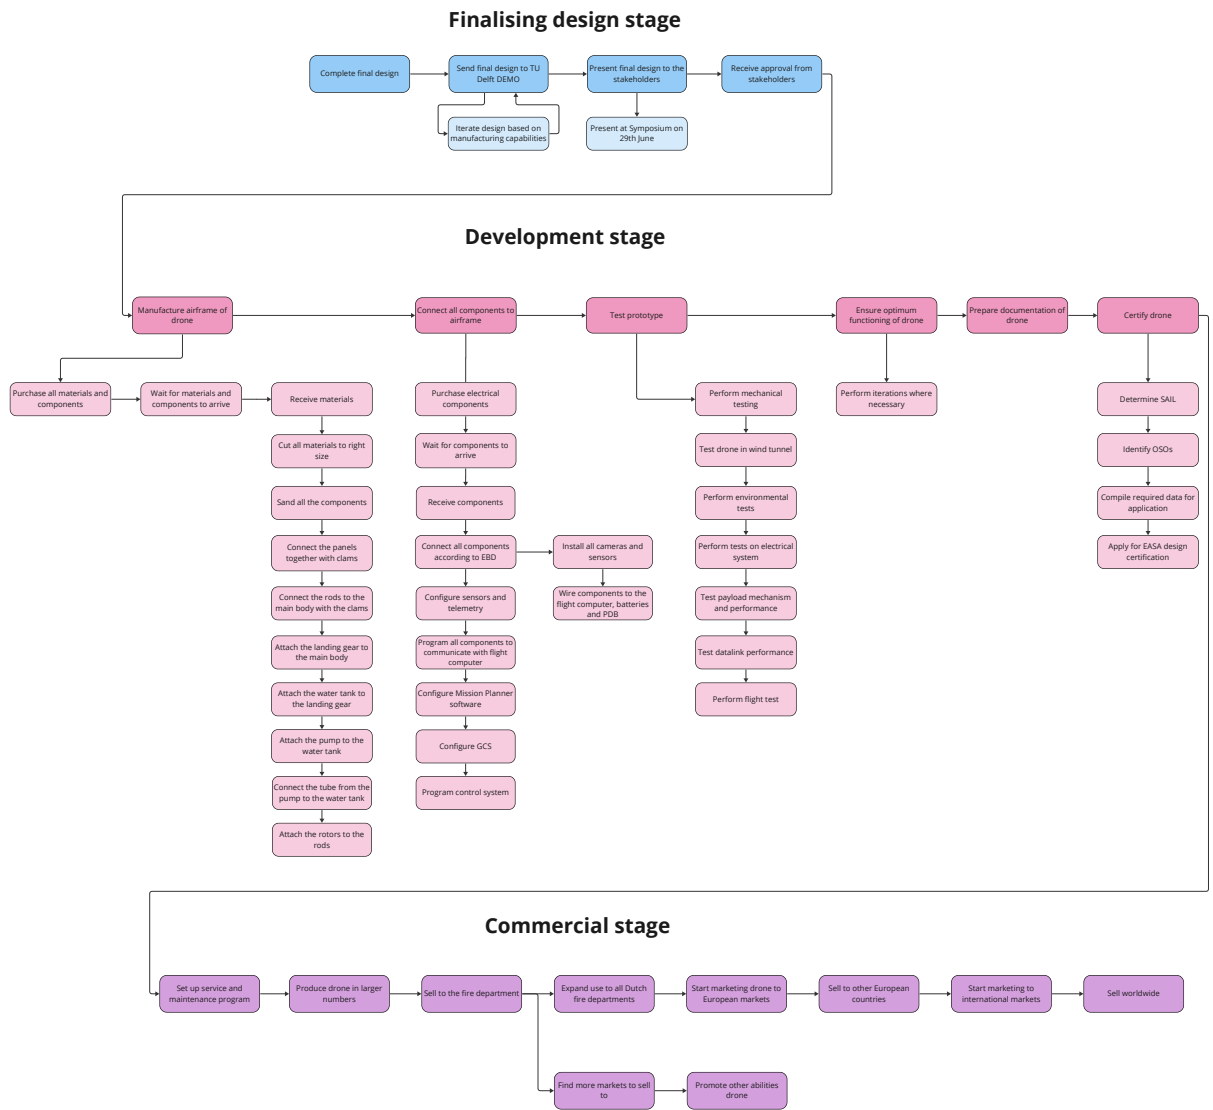 Finalising design stage
Complete final design
Send final design to TU
Delft DEMO
Present final design to the
stakeholders
Receive approval from
stakeholders
Iterate design based on
manufacturing capabilities
Present at Symposium on
29th June
Development stage
Manufacture airframe of
drone
Connect all components to
airframe
Test prototype
Ensure optimum
functioning of drone
Prepare documentation of
drone
Certify drone
Purchase all materials and
components
Wait for materials and
components to arrive
Receive materials
Cut all materials to right
size
Sand all the components
Connect the panels
together with clams
Connect the rods to the
main body with the clams
Attach the landing gear to
the main body
Attach the water tank to
the landing gear
Attach the pump to the
water tank
Connect the tube from the
pump to the water tank
Attach the rotors to the
rods
Purchase electrical
components
Wait for components to
arrive
Receive components
Connect all components
according to EBD
Install all cameras and
sensors
Wire components to the
flight computer, batteries
and PDB
Configure sensors and
telemetry
Program all components to
communicate with flight
computer
Configure Mission Planner
software
Configure GCS
Program control system
Perform mechanical
testing
Test drone in wind tunnel
Perform environmental
tests
Perform tests on electrical
system
Test payload mechanism
and performance
Test datalink performance
Perform flight test
Perform iterations where
necessary
Determine SAIL
Identify OSOs
Compile required data for
application
Apply for EASA design
certification
Commercial stage
Set up service and
maintenance program
Produce drone in larger
numbers
Sell to the fire department
Expand use to all Dutch
fire departments
Start marketing drone to
European markets
Sell to other European
countries
Start marketing to
international markets
Sell worldwide
Find more markets to sell
to
Promote other abilities
drone